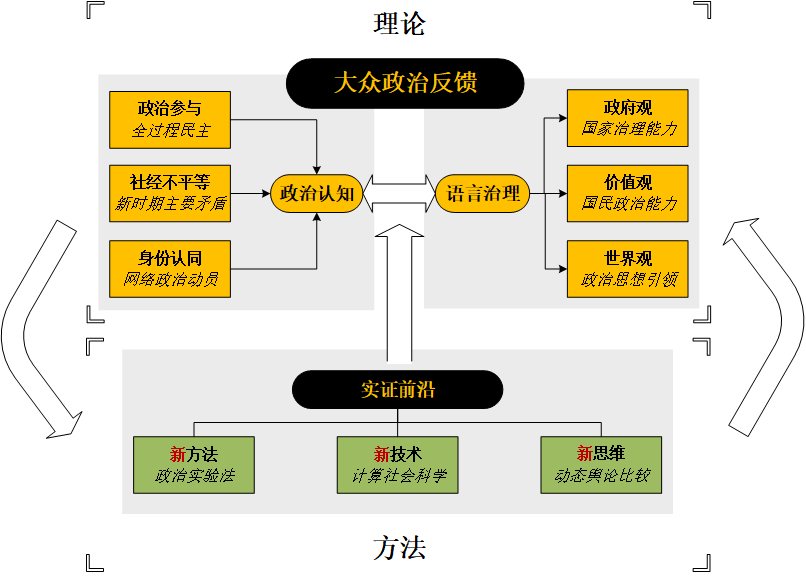 理论
大众政治反馈
政治参与
全过程民主
社经不平等
新时期主要矛盾
身份认同
网络政治动员
政治认知
语言治理
政府观
国家治理能力
价值观
国民政治能力
世界观
政治思想引领
实证前沿
新方法
政治实验法
新技术
计算社会科学
新思维
动态舆论比较
方法